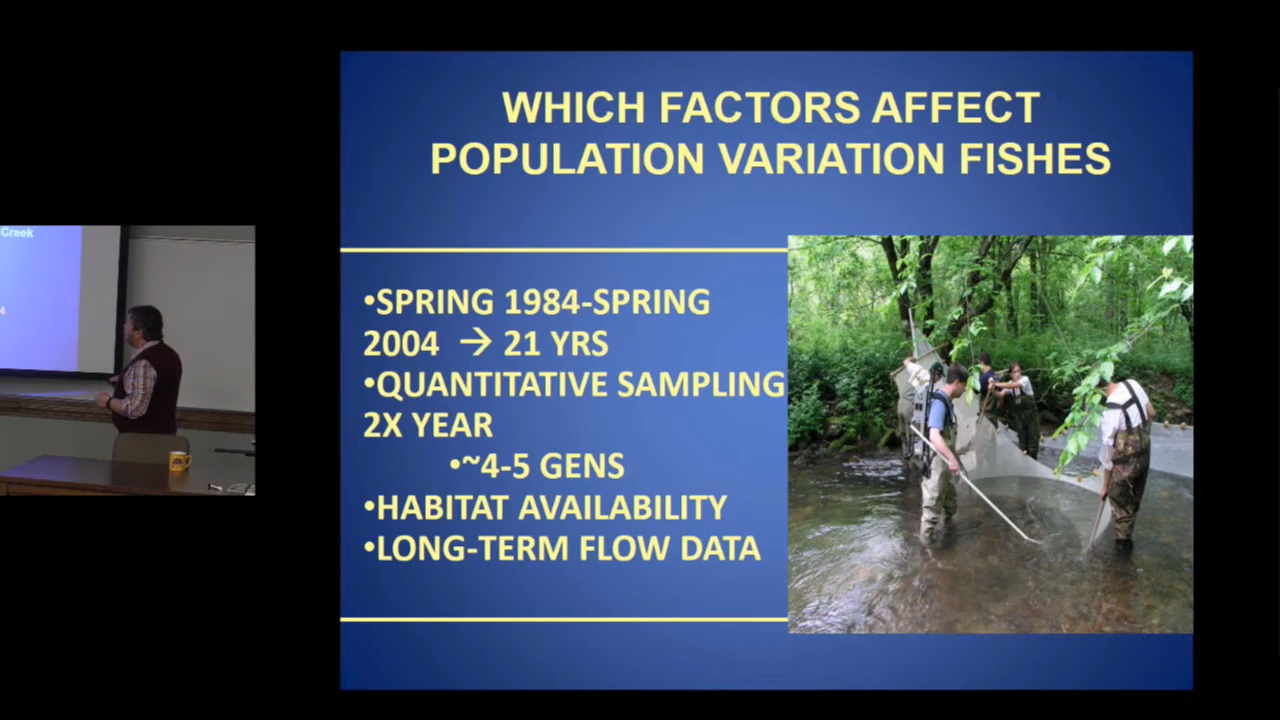 WHICH FACTORS AFFECT
POPULATION VARIATION FISHES
Creek
4
•SPRING 1984-SPRING
2004 → 21 YRS
•QUANTITATIVE SAMPLING
2X YEAR
•~4-5 GENS
•HABITAT AVAILABILITY
•LONG-TERM FLOW DATA